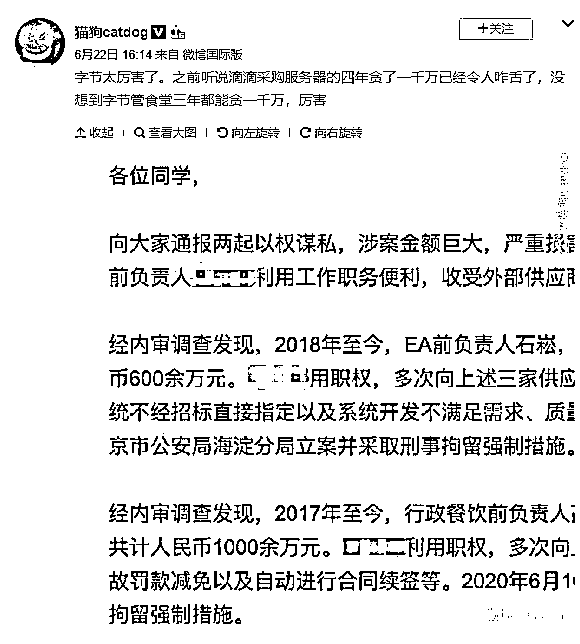 猫狗catdog
+关注
6月22日 16:14 来自 微博国际版
字节太厉害了。之前听说滴滴采购服务器的四年贪了一千万已经令人咋舌了，没
想到字节管食堂三年都能贪一千万，厉害
收起 | 查看大图 | 向左旋转 | 向右旋转
各位同学，
向大家通报两起以权谋私，涉案金额巨大，严重损害
前负责人 利用工作职务便利，收受外部供应商
经内审调查发现，2018年至今，EA前负责人石崧，
币600余万元。 利用职权，多次向上述三家供应
统不经招标直接指定以及系统开发不满足需求、质量
京市公安局海淀分局立案并采取刑事拘留强制措施。
经内审调查发现，2017年至今，行政餐饮前负责人
共计人民币1000余万元。 利用职权，多次向上
故罚款减免以及自动进行合同续签等。2020年6月1
拘留强制措施。